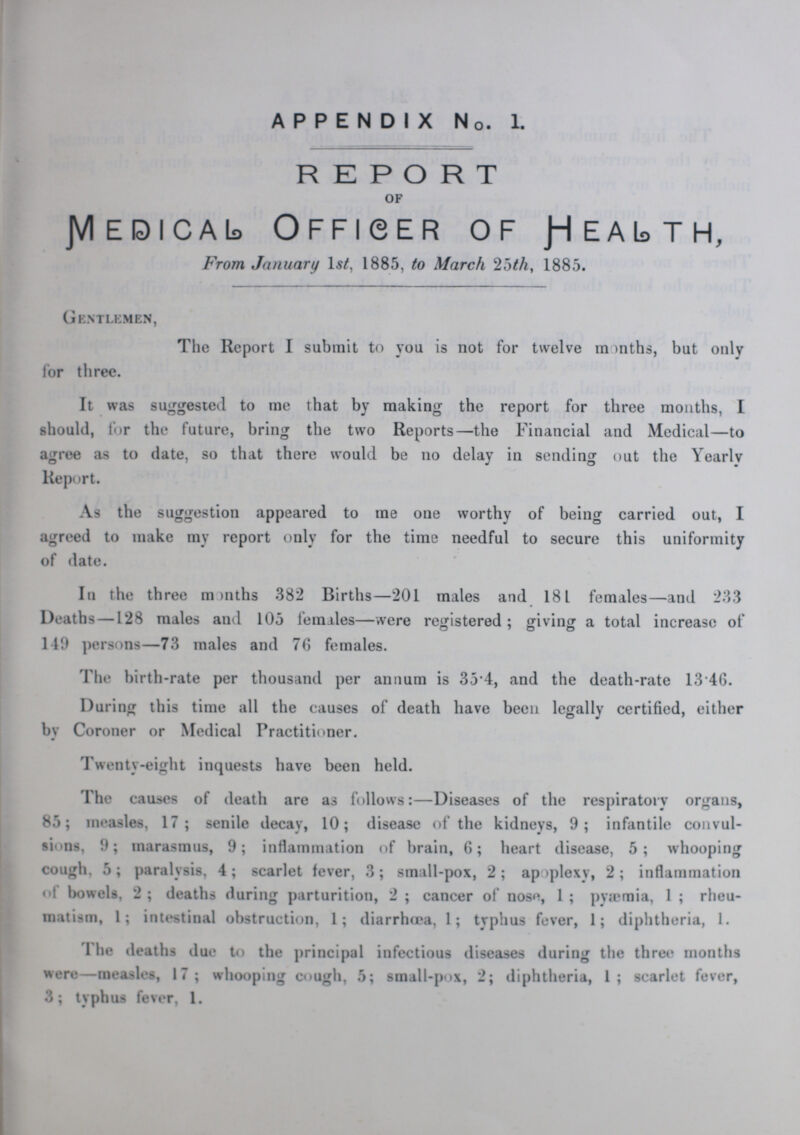 APPENDIX No. 1.
REPORT
OF
MEDICAL OFFICER OF HEALTH,
From January 1st, 1885, to March 25th, 1885.
GENTLEMEN,
The Report I submit to you is not for twelve months, but only
for three.
It was suggested to me that by making the report for three months, I
should, for the future, bring the two Reports—the Financial and Medical—to
agree as to date, so that there would be no delay in sending out the Yearly
Report.
As the suggestion appeared to me one worthy of being carried out, I
agreed to make my report only for the time needful to secure this uniformity
of date.
In the three months 382 Births—201 males and 181 females—and 233
Deaths—128 males and 105 females—were registered; giving a total increase of
149 persons—73 males and 76 females.
The birth-rate per thousand per annum is 35·4, and the death-rate 13·46.
During this time all the causes of death have been legally certified, either
by Coroner or Medical Practitioner.
Twenty-eight inquests have been held.
The causes of death are as follows:—Diseases of the respiratory organs,
85; measles, 17; senile decay, 10; disease of the kidneys, 9; infantile convul-
sions, 9; marasmus, 9; inflammation of brain, 6; heart disease, 5; whooping
cough, 5; paralysis, 4; scarlet fever, 3; small-pox, 2; apoplexy, 2; inflammation
of bowels, 2; deaths during parturition, 2; cancer of nose, 1; pyæmia, 1; rheu-
matism, 1; intestinal obstruction, 1; diarrhœa, 1; typhus fever, 1; diphtheria, 1.
The deaths due to the principal infectious diseases during the three months
were—measles, 17; whooping cough, 5; small-pox, 2; diphtheria, 1; scarlet fever,
3; typhus fever, 1.